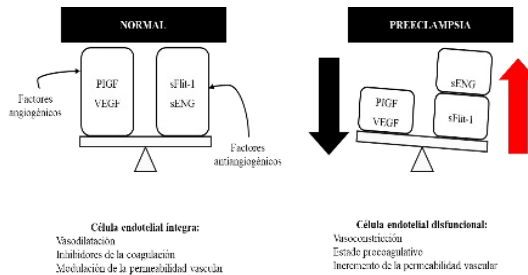 NORMAL
Factores
angiogénicos
PIGF
VEGF
sFlit-1
sENG
Factores
antiangiogénicos
Célula endotelial íntegra:
Vasodilatación
Inhibidores de la coagulación
Modulación de la permeabilidad vascular
PREECLAMPSIA
PIGF
VEGF
sENG
sFlit-1
Célula endotelial disfuncional:
Vasoconstricción
Estado procoagulativo
Incremento de la permeabilidad vascular